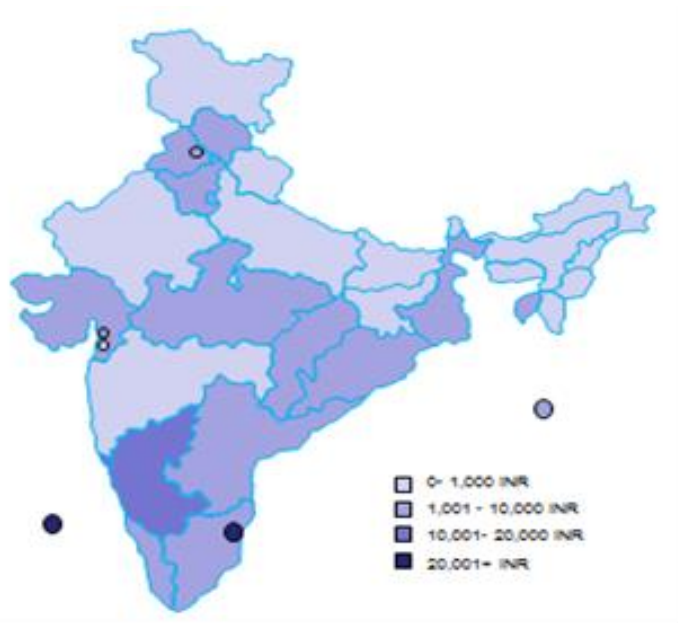 0- 1,000 INR
1,001 - 10,000 INR
10,001- 20,000 INR
20,001+ INR